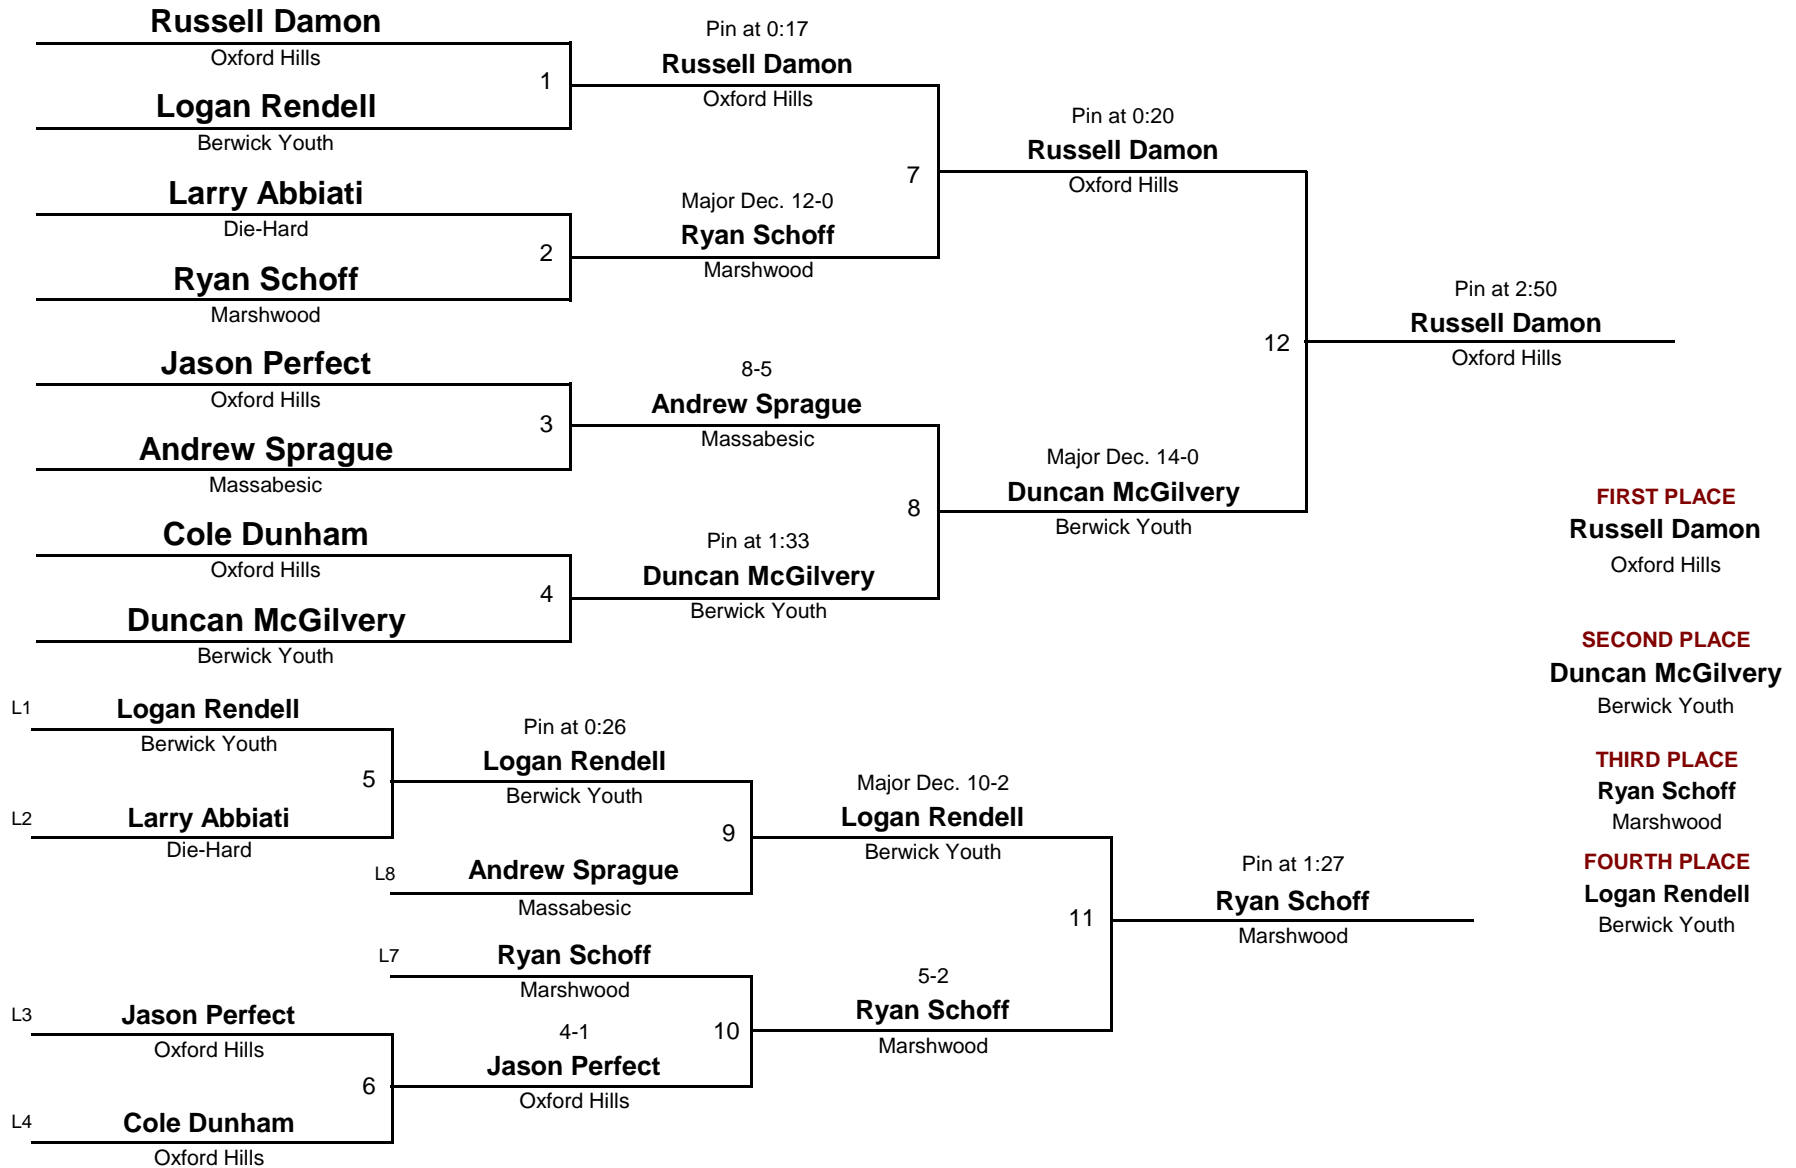 Russell Damon
Oxford Hills
1
Logan Rendell
Berwick Youth
Larry Abbiati
Die-Hard
2
Ryan Schoff
Marshwood
Jason Perfect
Oxford Hills
3
Andrew Sprague
Massabesic
Cole Dunham
Oxford Hills
4
Duncan McGilvery
Berwick Youth
Pin at 0:17
Russell Damon
Oxford Hills
7
Major Dec. 12-0
Ryan Schoff
Marshwood
8-5
Andrew Sprague
Massabesic
8
Pin at 1:33
Duncan McGilvery
Berwick Youth
Pin at 0:20
Russell Damon
Oxford Hills
12
Major Dec. 14-0
Duncan McGilvery
Berwick Youth
Pin at 2:50
Russell Damon
Oxford Hills
FIRST PLACE
Russell Damon
Oxford Hills
SECOND PLACE
Duncan McGilvery
Berwick Youth
THIRD PLACE
Ryan Schoff
Marshwood
FOURTH PLACE
Logan Rendell
Berwick Youth
L1
Logan Rendell
Berwick Youth
5
L2
Larry Abbiati
Die-Hard
Pin at 0:26
Logan Rendell
Berwick Youth
9
L8
Andrew Sprague
Massabesic
L7
Ryan Schoff
Marshwood
L3
Jason Perfect
Oxford Hills
6
L4
Cole Dunham
Oxford Hills
4-1
10
Jason Perfect
Oxford Hills
Major Dec. 10-2
Logan Rendell
Berwick Youth
11
5-2
Ryan Schoff
Marshwood
Pin at 1:27
Ryan Schoff
Marshwood